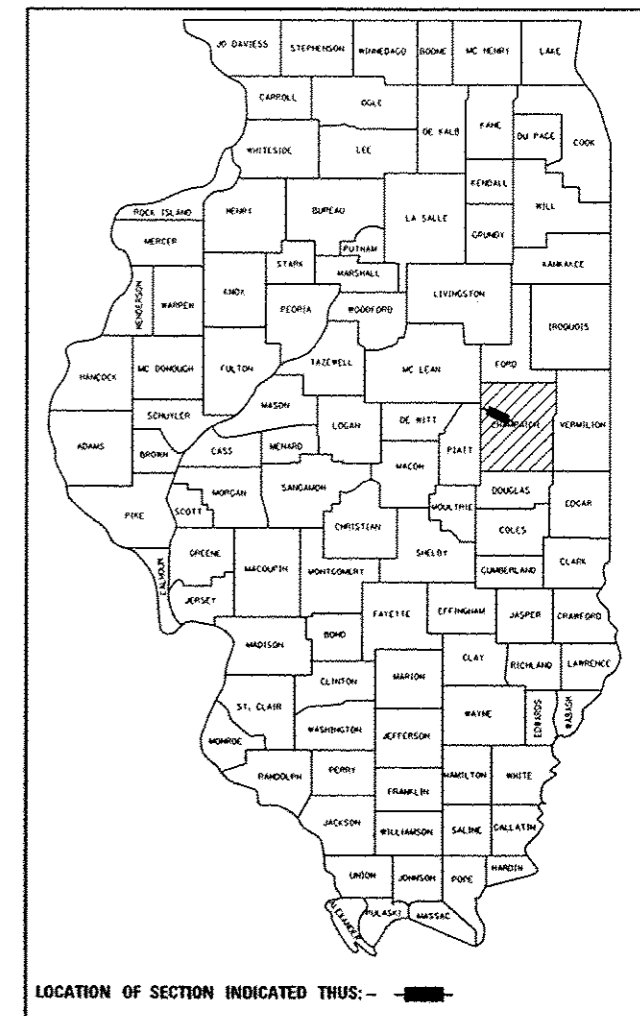 JO DAVIESS STEPHENSON WINNEBAGO BOONE MC HENRY LAKE
CARROLL OGLE DE KALB KANE DU PAGE COOK
WHITESIDE LEE KENDALL WILL
ROCK ISLAND HENRY BUREAU LA SALLE GRUNDY
MERCER PUTNAM KANKAKEE
STARK MARSHALL
HENDERSON WARREN KNOX PEORIA WOODFORD LIVINGSTON IROQUOIS
HANCOCK MC DONOUGH FULTON TAZEWELL MC LEAN FORD
SCHUYLER MASON LOGAN DE WITT CHAMPAIGN VERMILION
ADAMS BROWN CASS MENARD MACON PIATT
PIKE SCOTT MORGAN SANGAMON MOULTRIE DOUGLAS EDGAR
CHRISTIAN COLES
CALHOUN GREENE MACOUPIN MONTGOMERY SHELBY CUMBERLAND CLARK
JERSEY FAYETTE EFFINGHAM JASPER CRAWFORD
MADISON BOND CLAY RICHLAND LAWRENCE
CLINTON MARION
ST. CLAIR WAYNE EDWARDS WABASH
MONROE WASHINGTON JEFFERSON
RANDOLPH PERRY HAMILTON WHITE
FRANKLIN
JACKSON WILLIAMSON SALINE GALLATIN
UNION JOHNSON POPE HARDIN
ALEXANDER PULASKI MASSAC
LOCATION OF SECTION INDICATED THUS:-